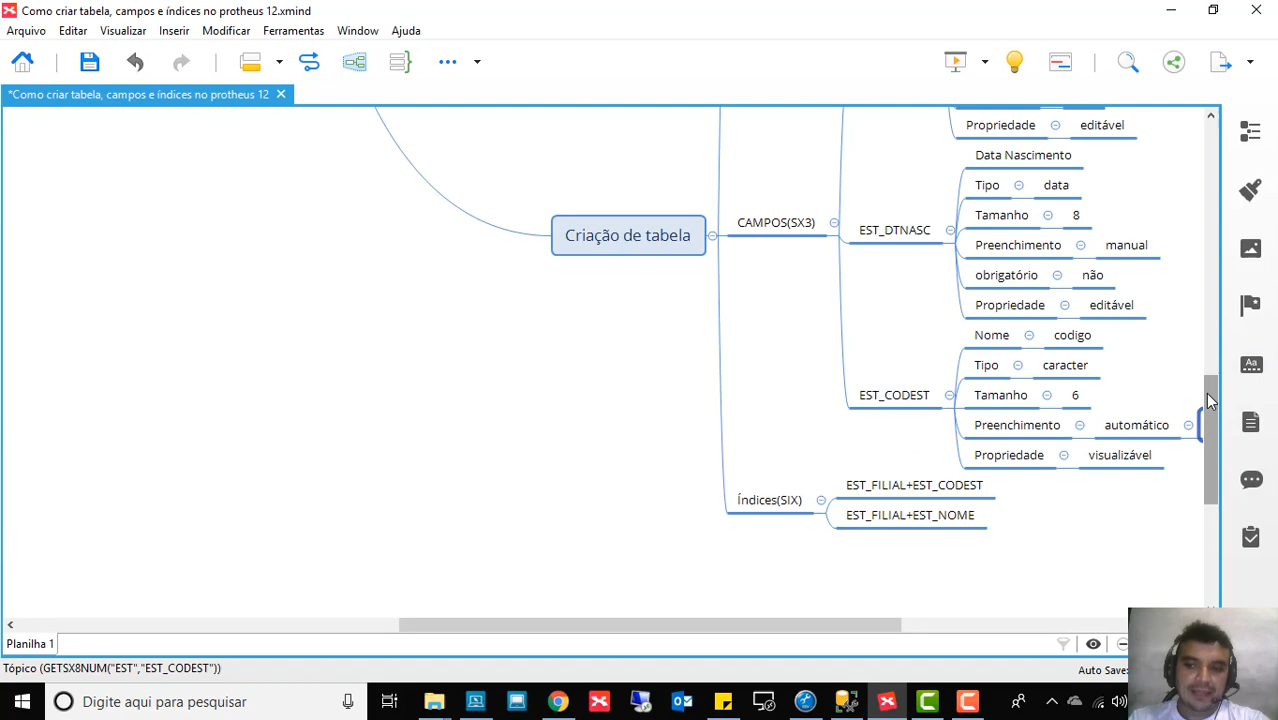 Como criar tabela, campos e índices no protheus 12.xmind
Arquivo Editar Visualizar Inserir Modificar Ferramentas Window Ajuda
*Como criar tabela, campos e índices no protheus 12
Propriedade editável
Data Nascimento
Tipo data
Tamanho 8
Preenchimento manual
obrigatório não
Propriedade editável
EST_DTNASC
CAMPOS(SX3)
Criação de tabela
Nome codigo
Tipo caracter
Tamanho 6
EST_CODEST
Preenchimento automático
Propriedade visualizável
Índices(SIX)
EST_FILIAL+EST_CODEST
EST_FILIAL+EST_NOME
Planilha 1
Tópico (GETSX8NUM("EST","EST_CODEST"))
Auto Save:
Digite aqui para pesquisar